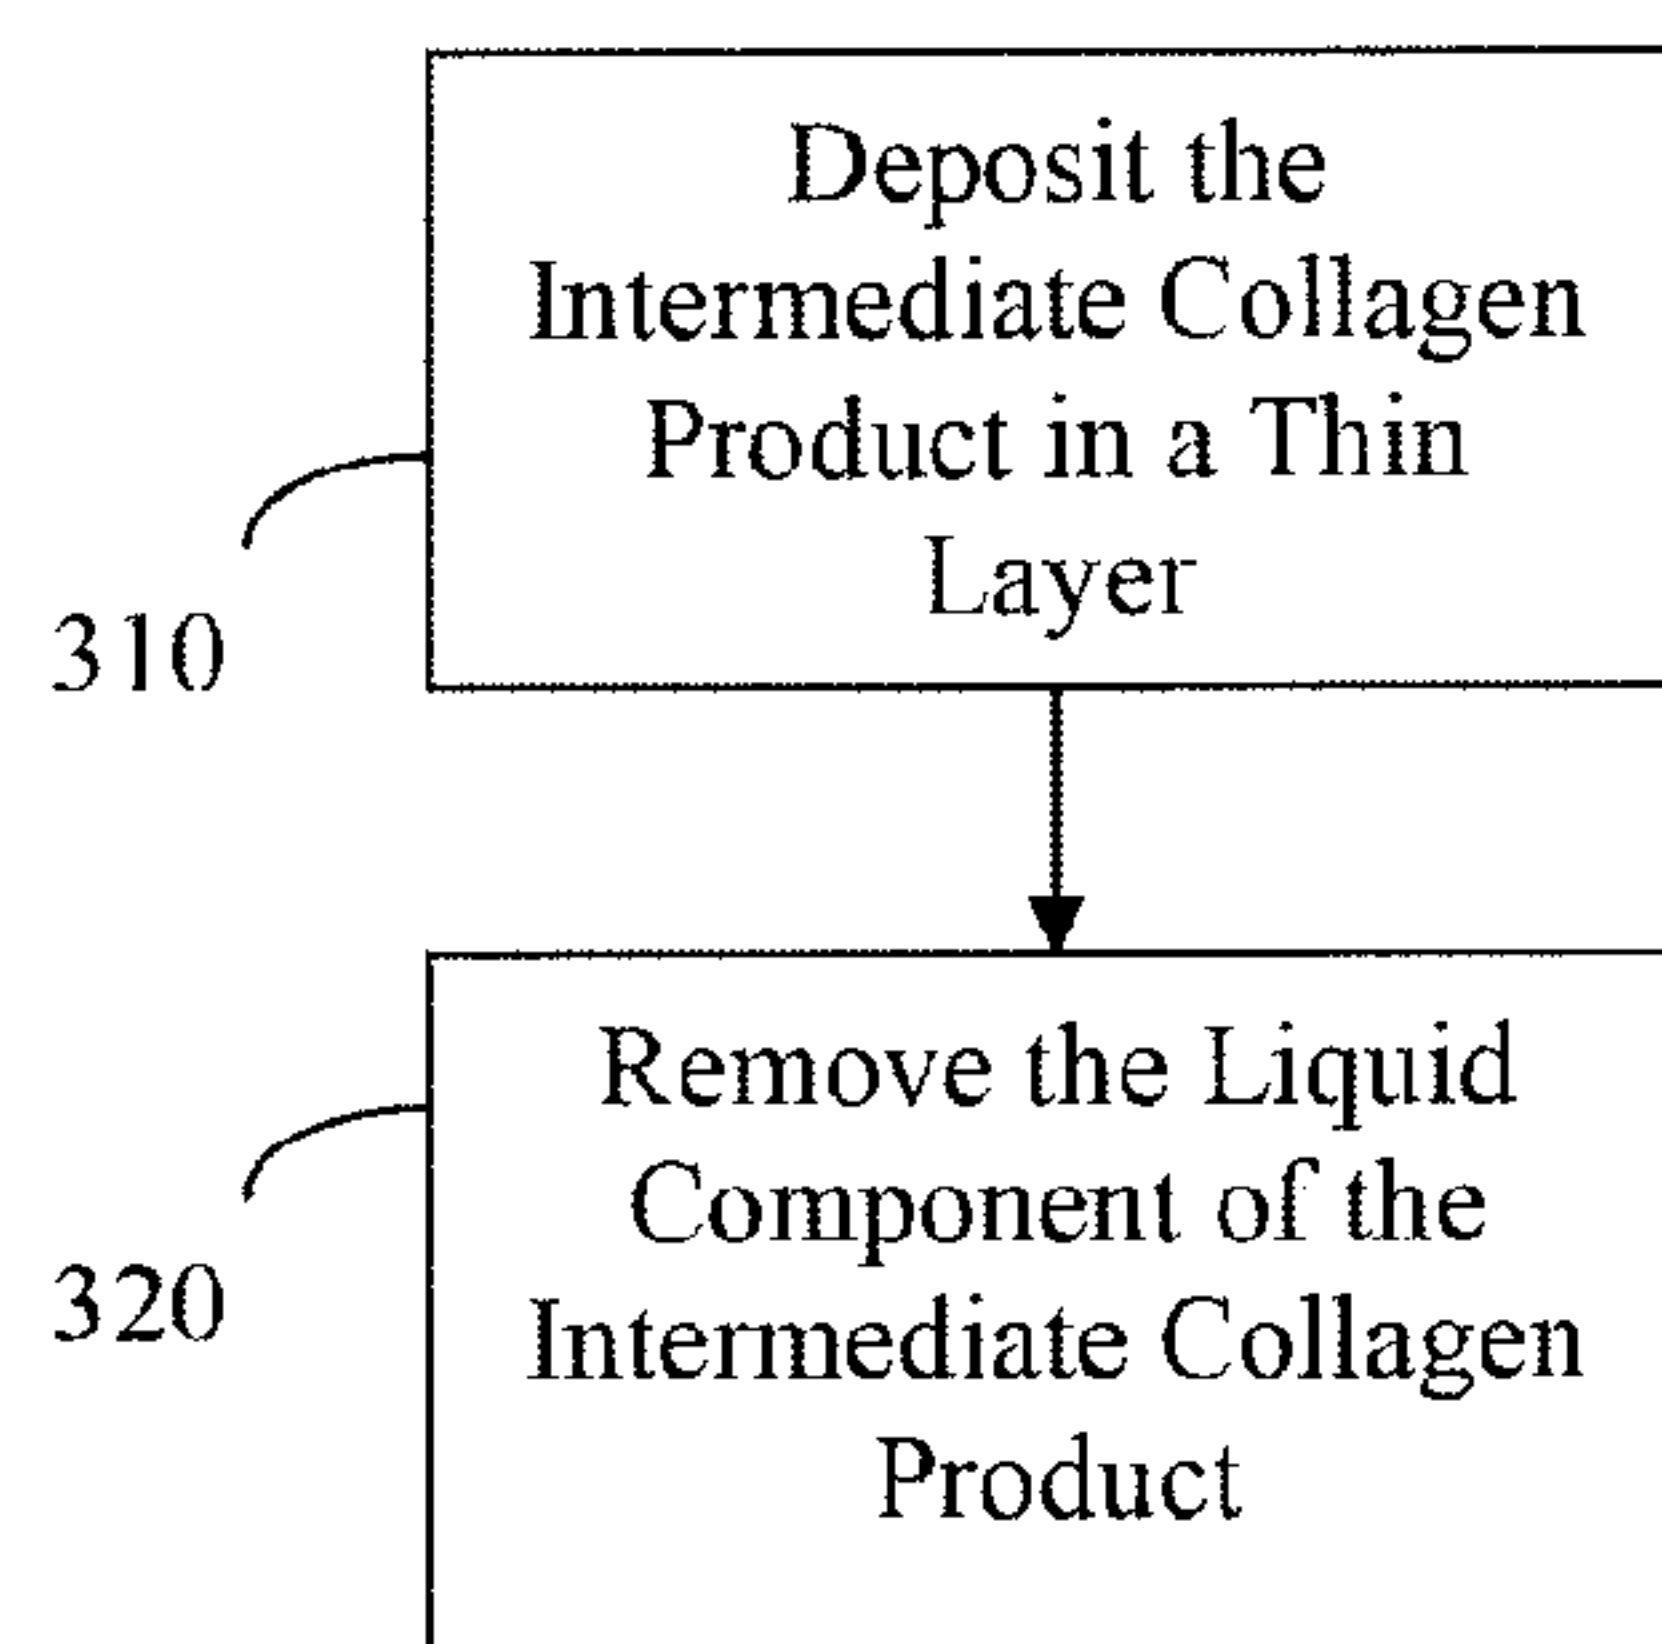 Deposit the
Intermediate Collagen
Product in a Thin
Layer
310
Remove the Liquid
Component of the
Intermediate Collagen
Product
320